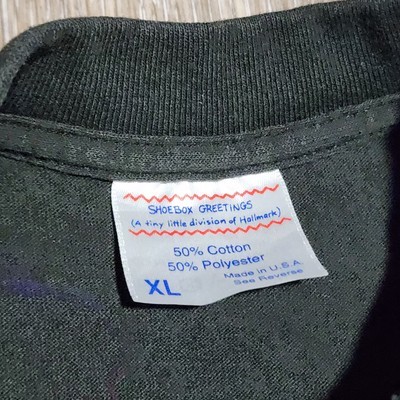 SHOEBOX GREETINGS
(A tiny little division of Hallmark)
50% Cotton
50% Polyester
XL
Made in U.S.A.
See Reverse